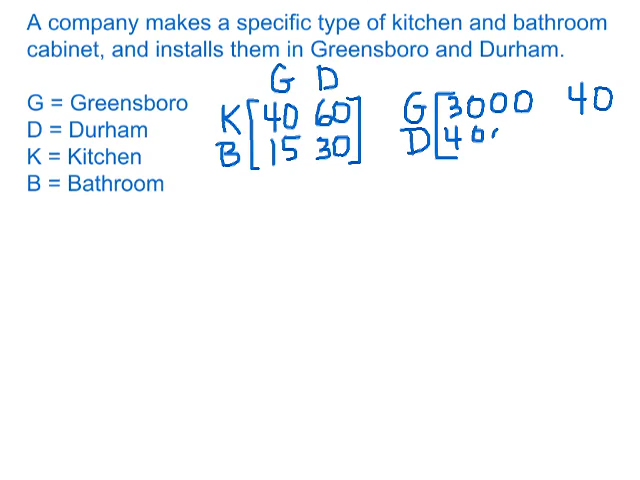 A company makes a specific type of kitchen and bathroom
cabinet, and installs them in Greensboro and Durham.
G D
G = Greensboro
D = Durham
K = Kitchen
B = Bathroom
K [40 60]
B [15 30]
G [3000 40
D [40